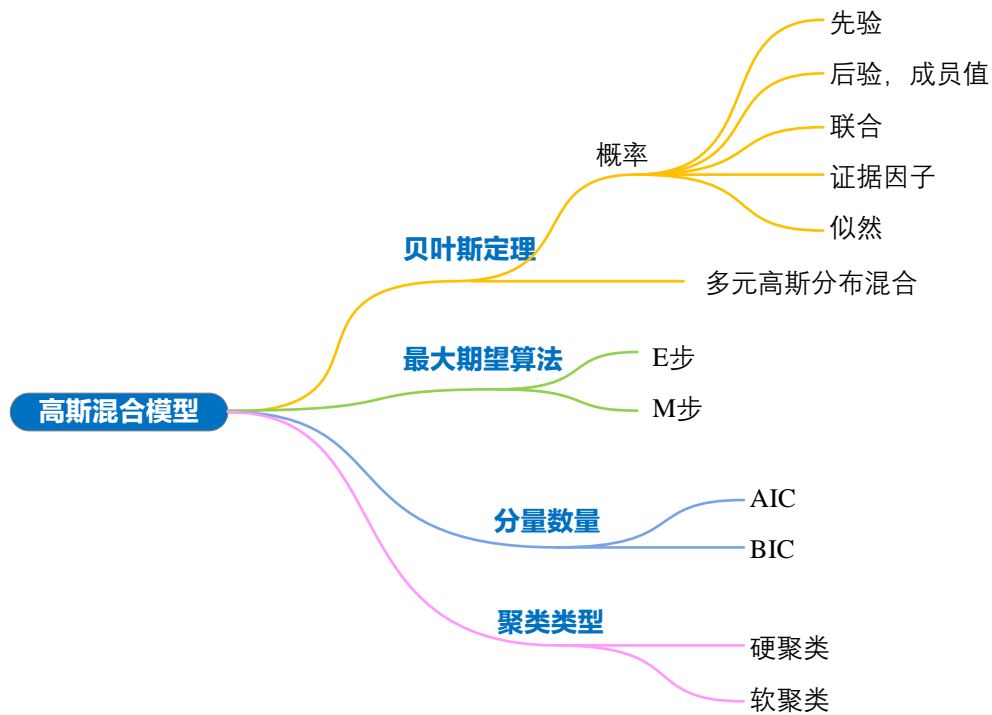 先验
后验，成员值
联合
概率
证据因子
似然
贝叶斯定理
多元高斯分布混合
最大期望算法
E步
M步
高斯混合模型
分量数量
AIC
BIC
聚类类型
硬聚类
软聚类